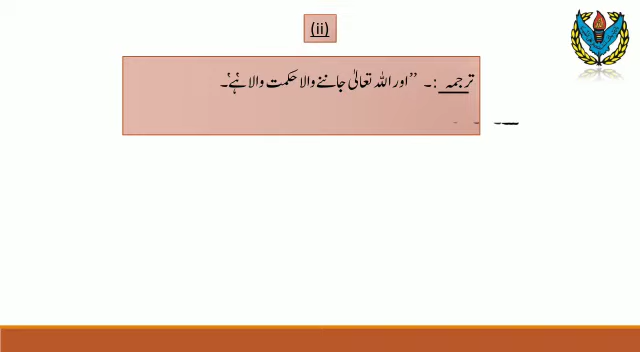 (ii)
ترجمہ :۔ ’’اور اللہ تعالیٰ جاننے والا حکمت والا ہے‘‘۔